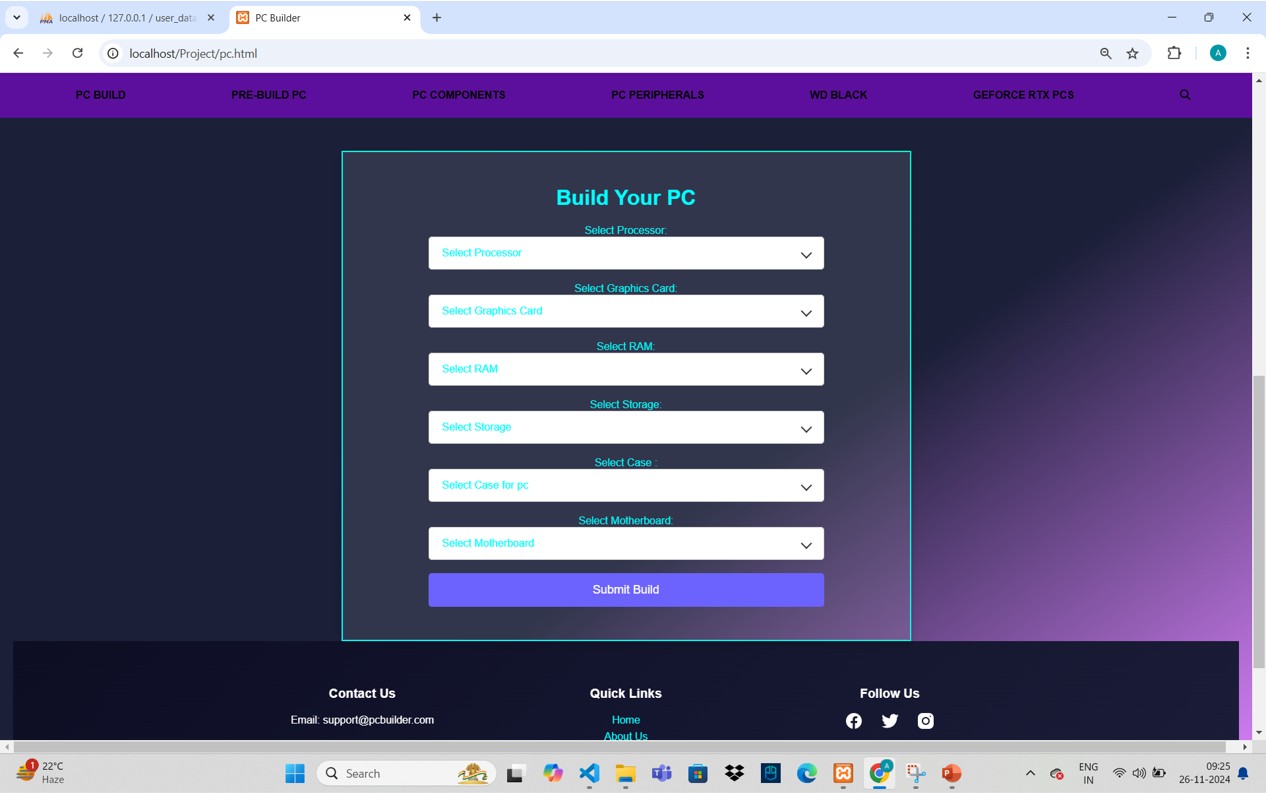 localhost / 127.0.0.1 / user_data
PC Builder
localhost/Project/pc.html
A
PC BUILD PRE-BUILD PC PC COMPONENTS PC PERIPHERALS WD BLACK GEFORCE RTX PCS
Build Your PC
Select Processor:
Select Processor
Select Graphics Card:
Select Graphics Card
Select RAM:
Select RAM
Select Storage:
Select Storage
Select Case :
Select Case for pc
Select Motherboard:
Select Motherboard
Submit Build
Contact Us Quick Links Follow Us
Email: support@pcbuilder.com Home
About Us
1
22°C
Haze
Search
A
ENG
IN
09:25
26-11-2024